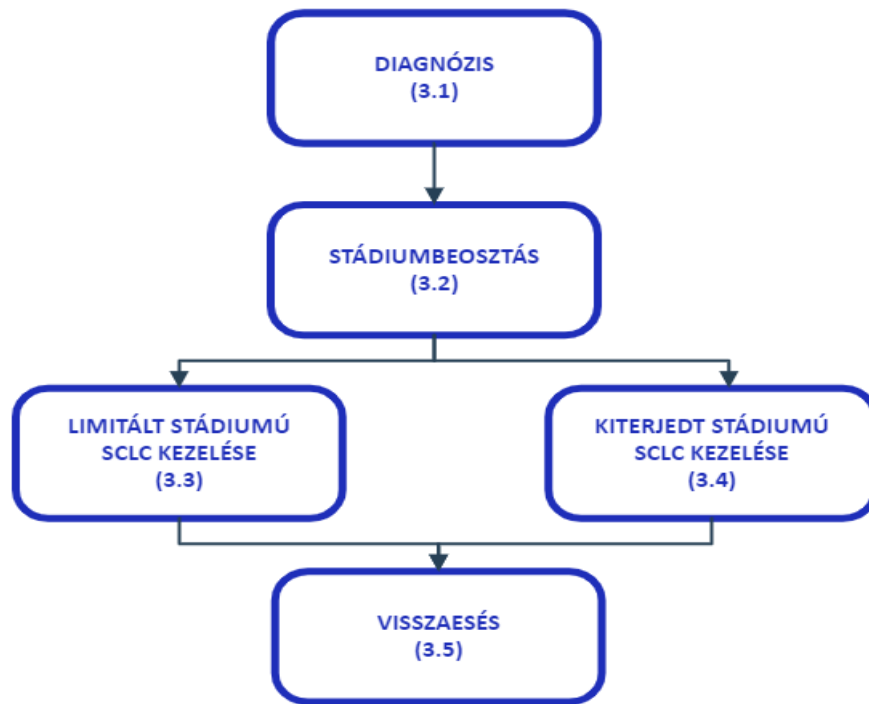 DIAGNÓZIS
(3.1)
STÁDIUMBEOSZTÁS
(3.2)
LIMITÁLT STÁDIUMÚ
SCLC KEZELÉSE
(3.3)
KITERJEDT STÁDIUMÚ
SCLC KEZELÉSE
(3.4)
VISSZAESÉS
(3.5)